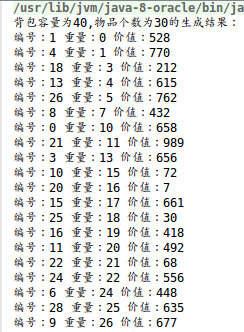 /usr/lib/jvm/java-8-oracle/bin/ja
背包容量为40,物品个数为30的生成结果：
编号：1 重量：0 价值：528
编号：4 重量：1 价值：770
编号：18 重量：3 价值：212
编号：13 重量：4 价值：615
编号：26 重量：5 价值：762
编号：8 重量：7 价值：432
编号：0 重量：10 价值：658
编号：21 重量：11 价值：989
编号：3 重量：13 价值：656
编号：10 重量：15 价值：72
编号：20 重量：16 价值：7
编号：15 重量：17 价值：661
编号：25 重量：18 价值：30
编号：16 重量：19 价值：418
编号：11 重量：20 价值：492
编号：22 重量：21 价值：68
编号：24 重量：22 价值：556
编号：6 重量：24 价值：448
编号：28 重量：25 价值：635
编号：9 重量：26 价值：677